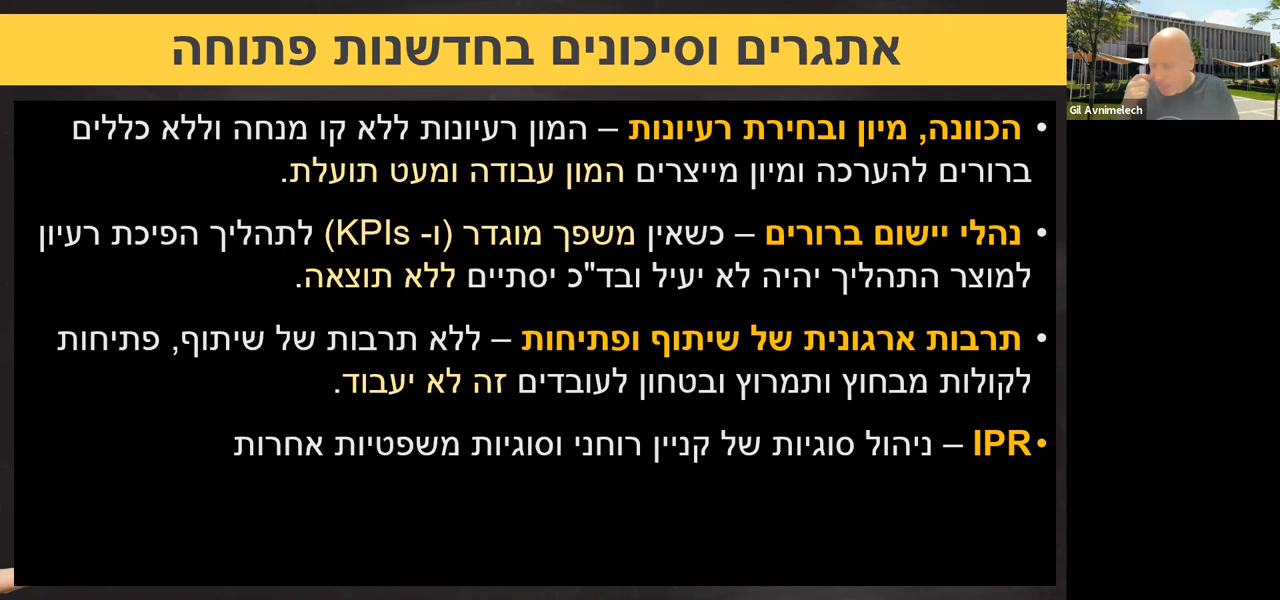 אתגרים וסיכונים בחדשנות פתוחה
• הכוונה, מיון ובחירת רעיונות – המון רעיונות ללא קו מנחה וללא כללים
ברורים להערכה ומיון מייצרים המון עבודה ומעט תועלת.
• נהלי יישום ברורים – כשאין משפך מוגדר (ו- KPIs) לתהליך הפיכת רעיון
למוצר התהליך יהיה לא יעיל ובד"כ יסתיים ללא תוצאה.
• תרבות ארגונית של שיתוף ופתיחות – ללא תרבות של שיתוף, פתיחות
לקולות מבחוץ ותמרוץ ובטחון לעובדים זה לא יעבוד.
• IPR – ניהול סוגיות של קניין רוחני וסוגיות משפטיות אחרות
Gil Avnimelech